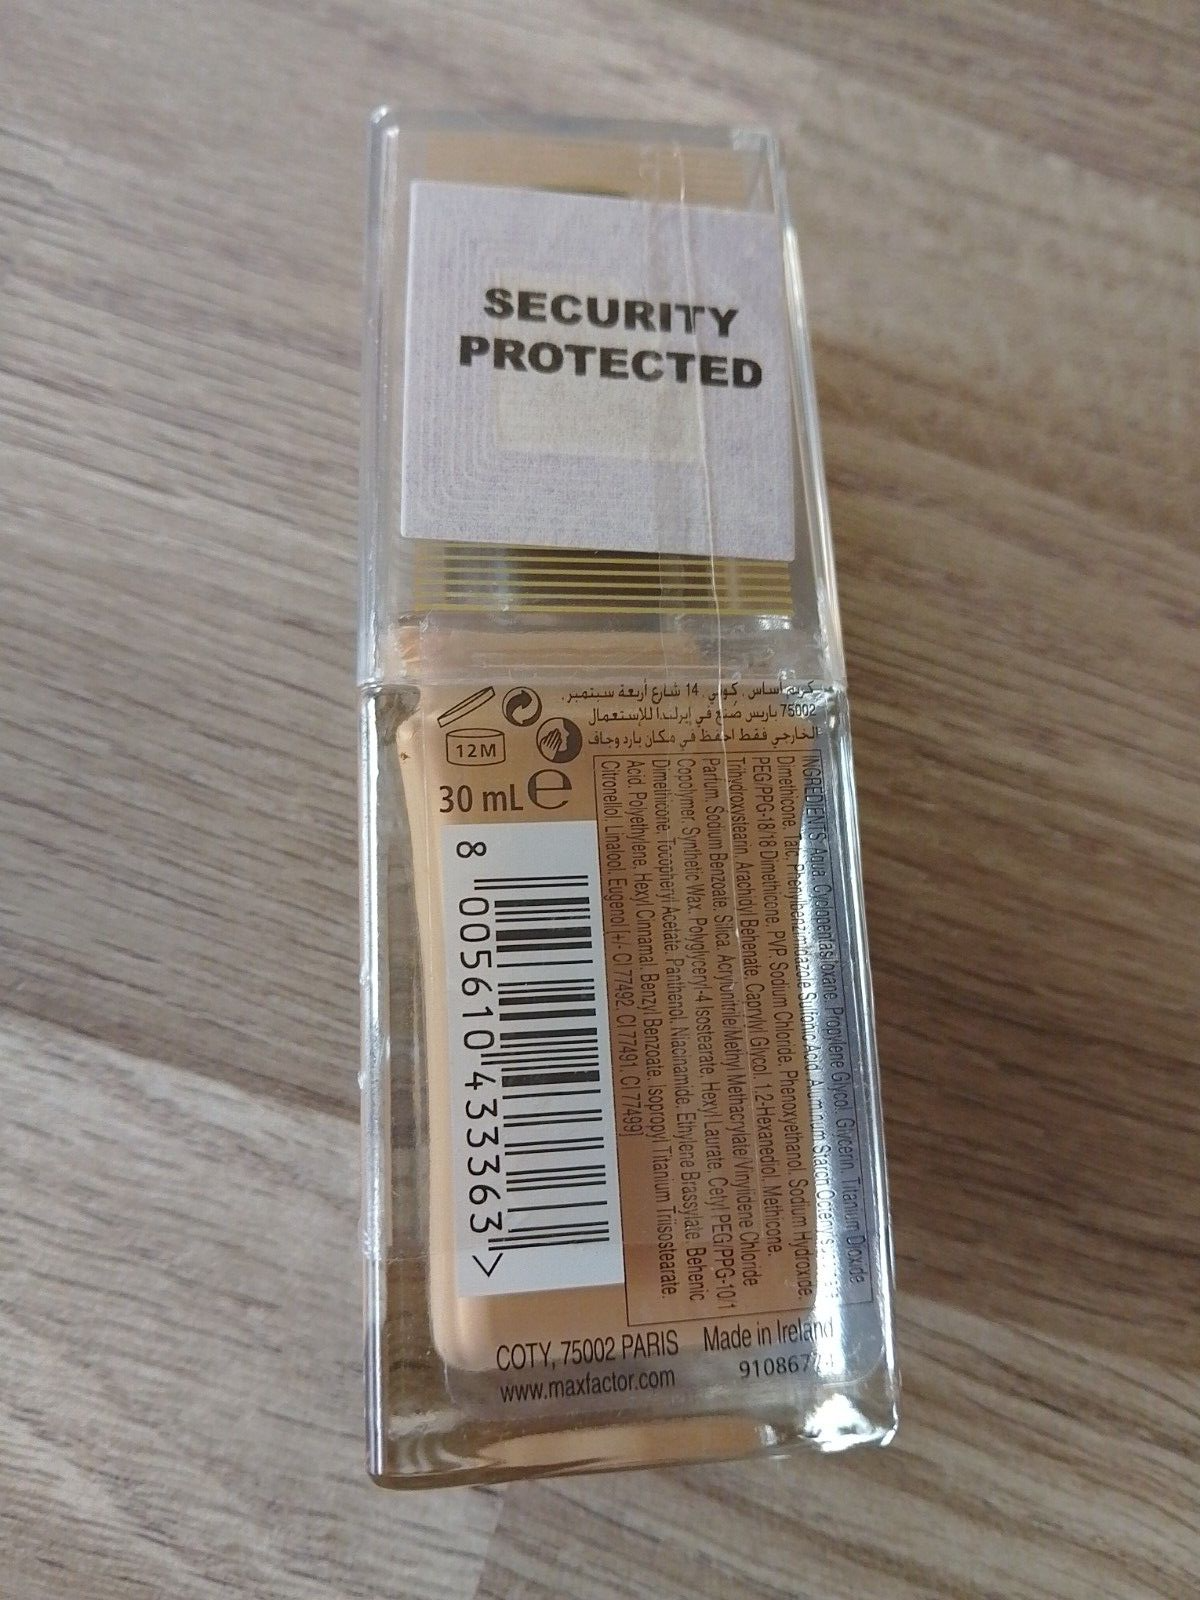 SECURITY
PROTECTED
كريم أساس . كوتي . 14 شارع أربعة سبتمبر .
75002 باريس صنع في إيرلندا للإستعمال
الخارجي فقط احفظ في مكان بارد وجاف
12M
30 mL e
INGREDIENTS: Aqua, Cyclopentasiloxane, Propylene Glycol, Glycerin, Titanium Dioxide,
Dimethicone, Talc, Phenylbenzimidazole Sulfonic Acid, Aluminum Starch
PEG/PPG-18/18 Dimethicone, PVP, Sodium Chloride, Phenoxyethanol, Sodium Hydroxide,
Trihydroxystearin, Arachidyl Behenate, Caprylyl Glycol, 1,2-Hexanediol, Methicone,
Parfum, Sodium Benzoate, Silica, Acrylonitrile/Methyl Methacrylate/Vinylidene Chloride
Copolymer, Synthetic Wax, Polyglyceryl-4 Isostearate, Hexyl Laurate, Cetyl PEG/PPG-10/1
Dimethicone, Tocopheryl Acetate, Panthenol, Niacinamide, Ethylene Brassylate, Behenic
Acid, Polyethylene, Hexyl Cinnamal, Benzyl Benzoate, Isopropyl Titanium Triisostearate,
Citronellol, Linalool, Eugenol [+/- CI 77492, CI 77491, CI 77499]
8 005610 433363 >
COTY, 75002 PARIS Made in Ireland
www.maxfactor.com